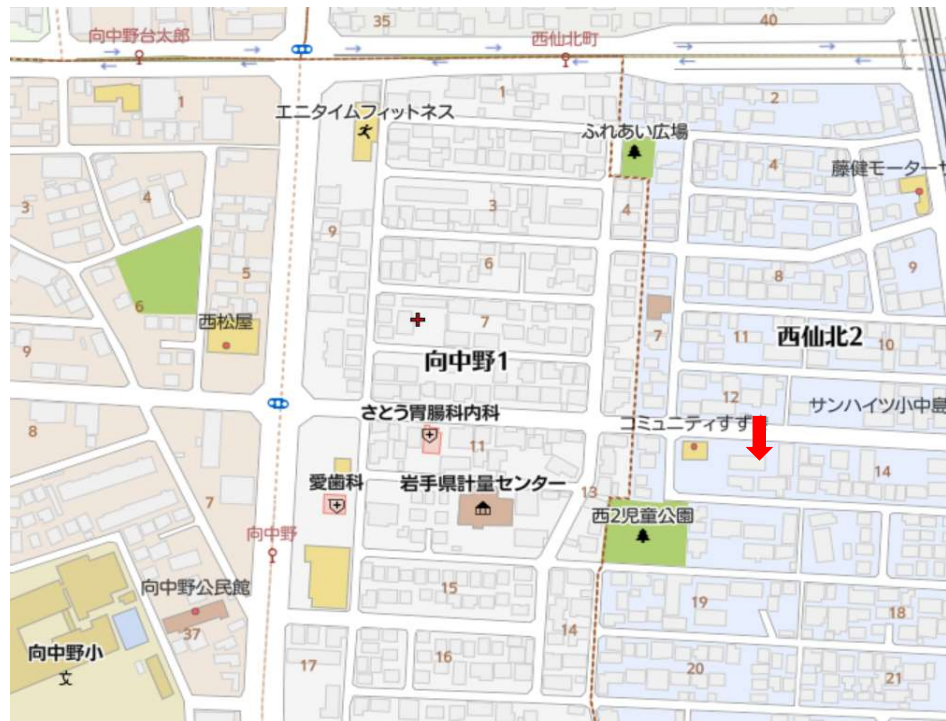 35
40
向中野台太郎
西仙北町
1
1
2
エニタイムフィットネス
ふれあい広場
4
4
藤健モーターサ
3
9
3
4
6
8
9
5
6
西松屋
7
7
11
西仙北2
10
9
向中野1
12
サンハイツ小中島
さとう胃腸科内科
コミュニティすず
8
11
14
愛歯科
岩手県計量センター
13
7
西2児童公園
向中野
15
19
18
向中野公民館
37
14
向中野小
文
17
16
20
21